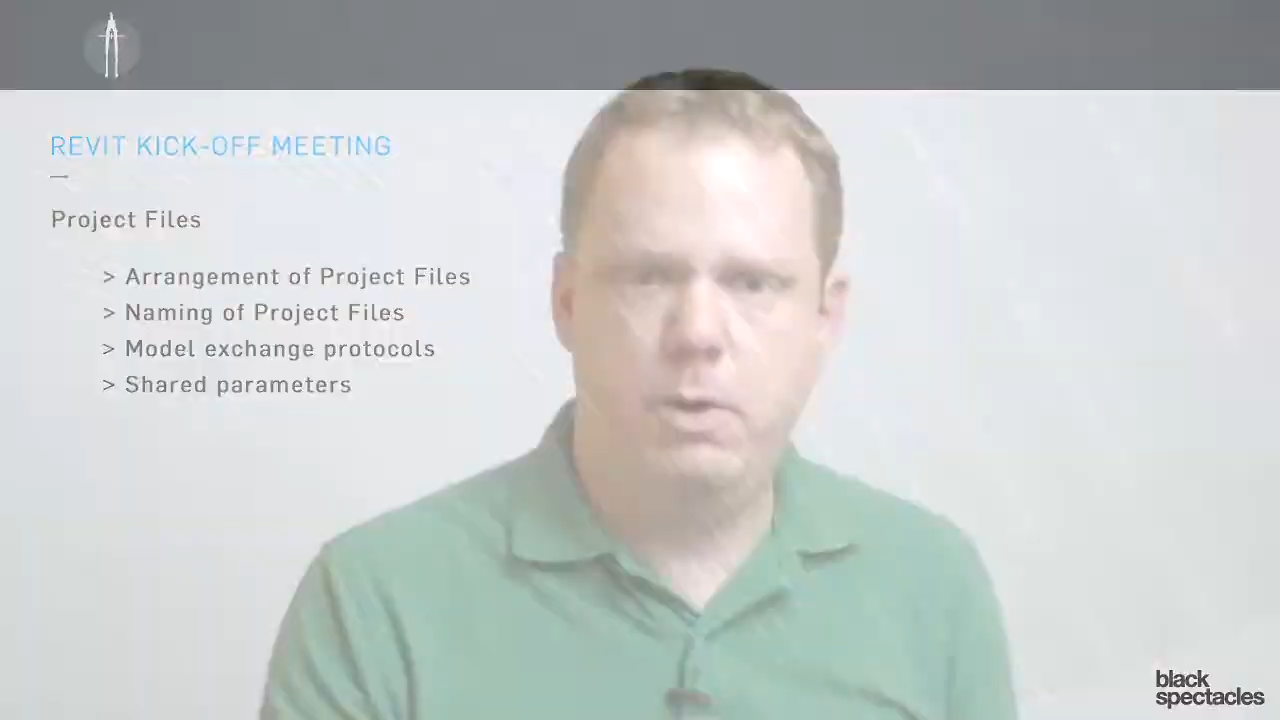 REVIT KICK-OFF MEETING
Project Files
> Arrangement of Project Files
> Naming of Project Files
> Model exchange protocols
> Shared parameters
black
spectacles